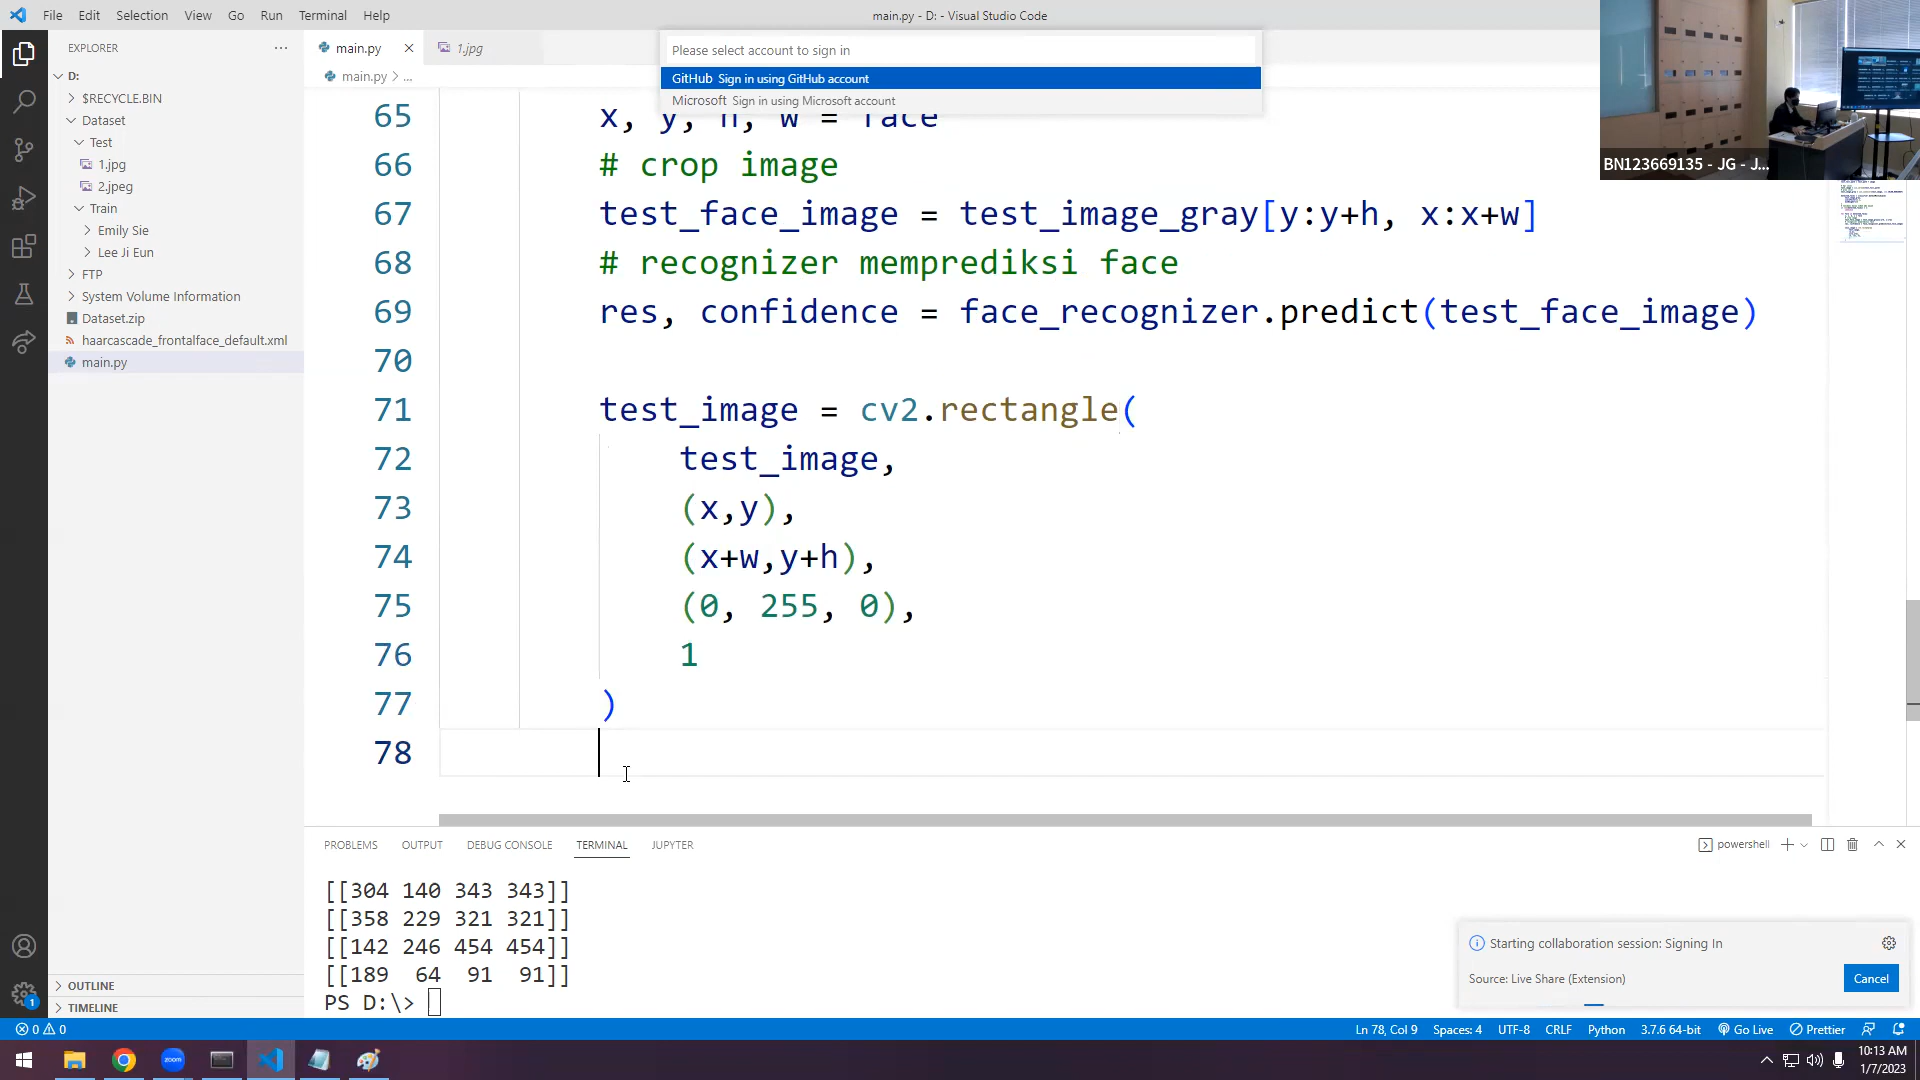 File Edit Selection View Go Run Terminal Help
main.py - D: - Visual Studio Code
EXPLORER
D:
$RECYCLE.BIN
Dataset
Test
1.jpg
2.jpeg
Train
Emily Sie
Lee Ji Eun
FTP
System Volume Information
Dataset.zip
haarcascade_frontalface_default.xml
main.py
OUTLINE
TIMELINE
main.py
1.jpg
main.py > ...
Please select account to sign in
GitHub Sign in using GitHub account
Microsoft Sign in using Microsoft account
65 x, y, h, w = face
66 # crop image
67 test_face_image = test_image_gray[y:y+h, x:x+w]
68 # recognizer memprediksi face
69 res, confidence = face_recognizer.predict(test_face_image)
70
71 test_image = cv2.rectangle(
72 test_image,
73 (x,y),
74 (x+w,y+h),
75 (0, 255, 0),
76 1
77 )
78
BN123669135 - JG - J...
PROBLEMS OUTPUT DEBUG CONSOLE TERMINAL JUPYTER
powershell
[[304 140 343 343]]
[[358 229 321 321]]
[[142 246 454 454]]
[[189  64  91  91]]
PS D:\>
Starting collaboration session: Signing In
Source: Live Share (Extension)
Cancel
1
0 0
Ln 78, Col 9 Spaces: 4 UTF-8 CRLF Python 3.7.6 64-bit Go Live Prettier
zoom
10:13 AM
1/7/2023